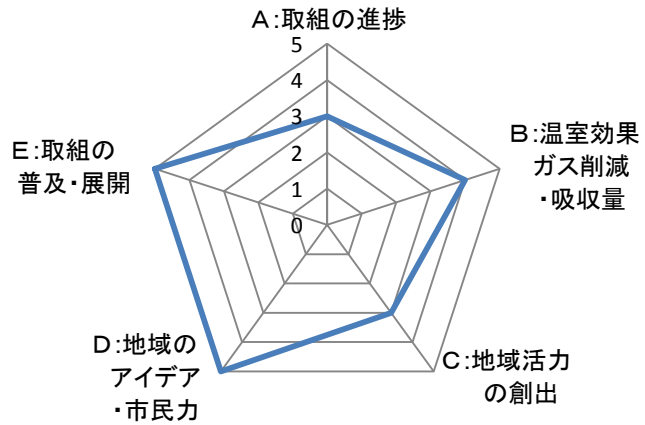 A:取組の進捗
5
4
3
2
1
0
B:温室効果
ガス削減
・吸収量
C:地域活力
の創出
D:地域の
アイデア
・市民力
E:取組の
普及・展開